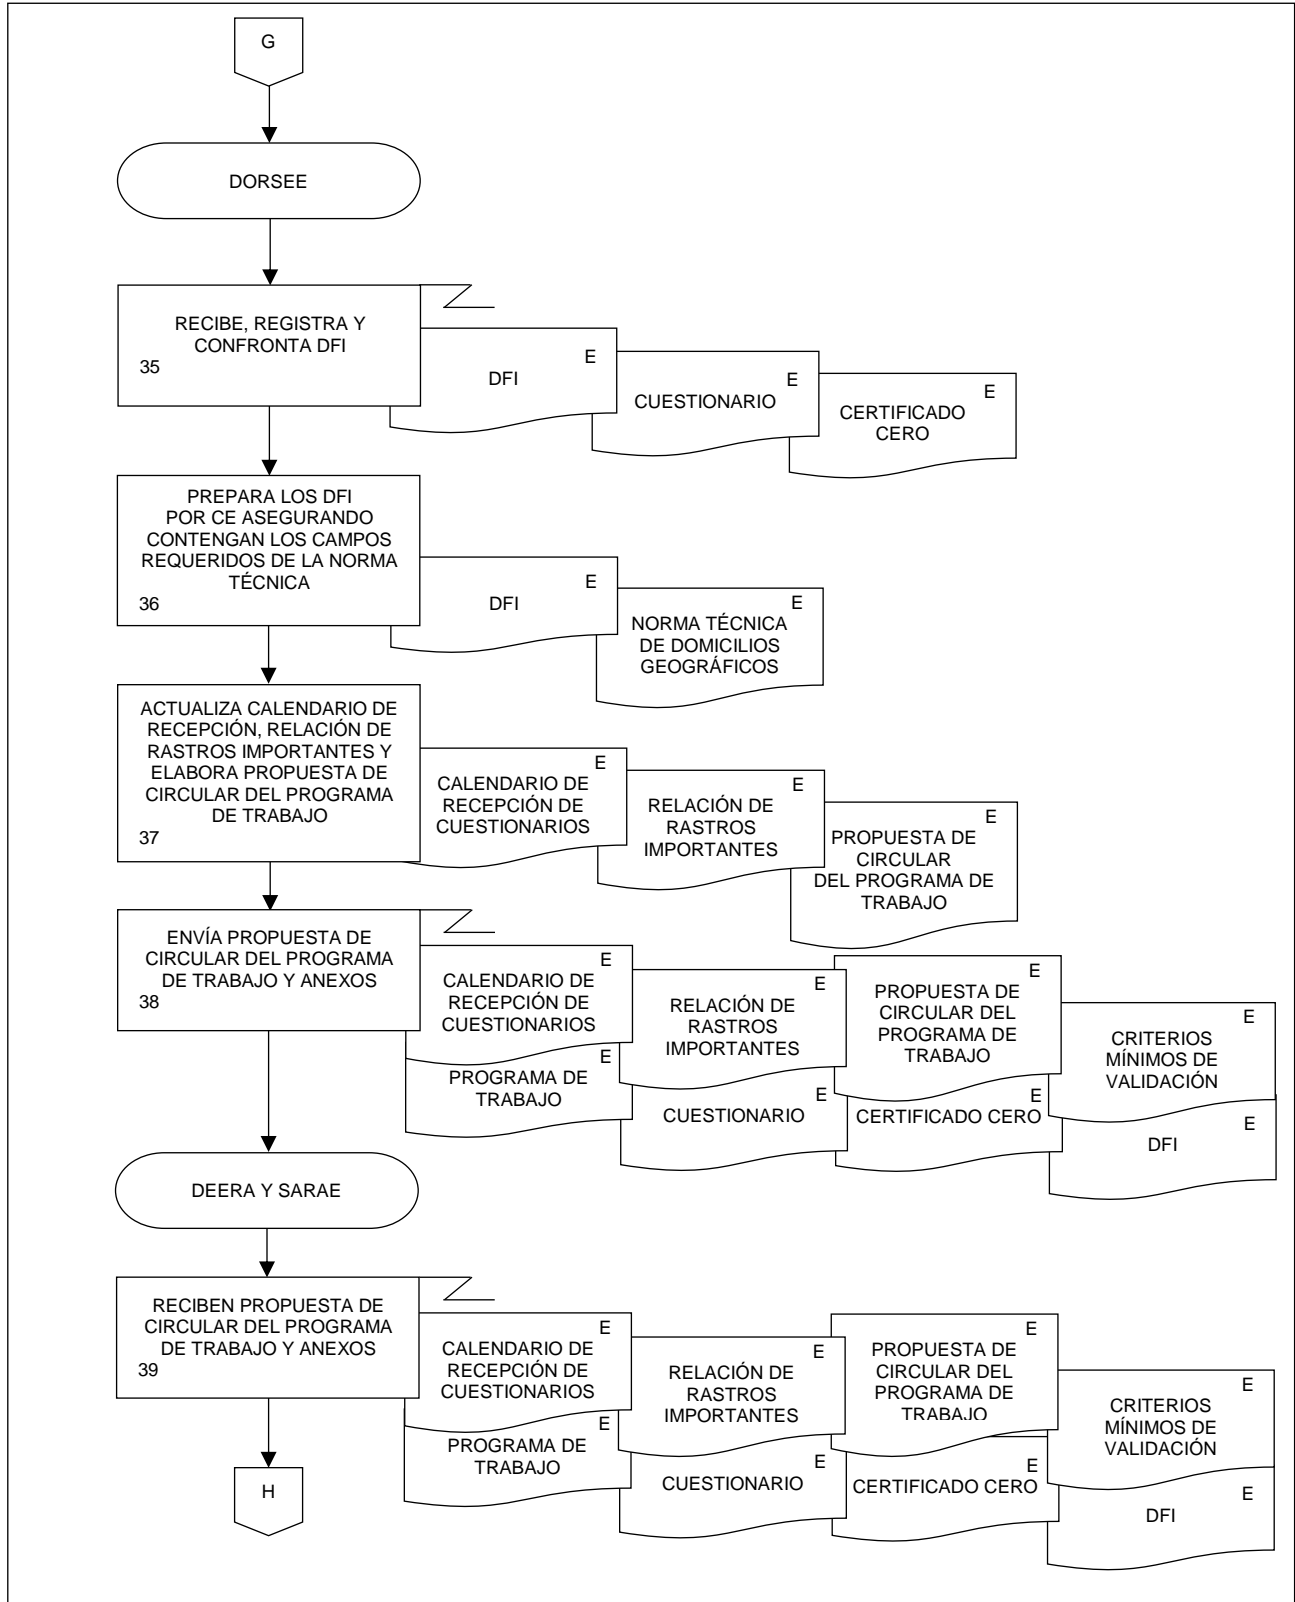 G
DORSEE
RECIBE, REGISTRA Y
CONFRONTA DFI
35
E
DFI
E
CUESTIONARIO
E
CERTIFICADO
CERO
PREPARA LOS DFI
POR CE ASEGURANDO
CONTENGAN LOS CAMPOS
REQUERIDOS DE LA NORMA
TÉCNICA
36
E
DFI
E
NORMA TÉCNICA
DE DOMICILIOS
GEOGRÁFICOS
ACTUALIZA CALENDARIO DE
RECEPCIÓN, RELACIÓN DE
RASTROS IMPORTANTES Y
ELABORA PROPUESTA DE
CIRCULAR DEL PROGRAMA
DE TRABAJO
37
E
CALENDARIO DE
RECEPCIÓN DE
CUESTIONARIOS
E
RELACIÓN DE
RASTROS
IMPORTANTES
E
PROPUESTA DE
CIRCULAR
DEL PROGRAMA DE
TRABAJO
ENVÍA PROPUESTA DE
CIRCULAR DEL PROGRAMA
DE TRABAJO Y ANEXOS
38
E
CALENDARIO DE
RECEPCIÓN DE
CUESTIONARIOS
E
RELACIÓN DE
RASTROS
IMPORTANTES
E
PROPUESTA DE
CIRCULAR DEL
PROGRAMA DE
TRABAJO
E
CRITERIOS
MÍNIMOS DE
VALIDACIÓN
E
PROGRAMA DE
TRABAJO
E
CUESTIONARIO
E
CERTIFICADO CERO
E
DFI
DEERA Y SARAE
RECIBEN PROPUESTA DE
CIRCULAR DEL PROGRAMA
DE TRABAJO Y ANEXOS
39
E
CALENDARIO DE
RECEPCIÓN DE
CUESTIONARIOS
E
RELACIÓN DE
RASTROS
IMPORTANTES
E
PROPUESTA DE
CIRCULAR DEL
PROGRAMA DE
TRABAJO
E
CRITERIOS
MÍNIMOS DE
VALIDACIÓN
E
PROGRAMA DE
TRABAJO
E
CUESTIONARIO
E
CERTIFICADO CERO
E
DFI
H